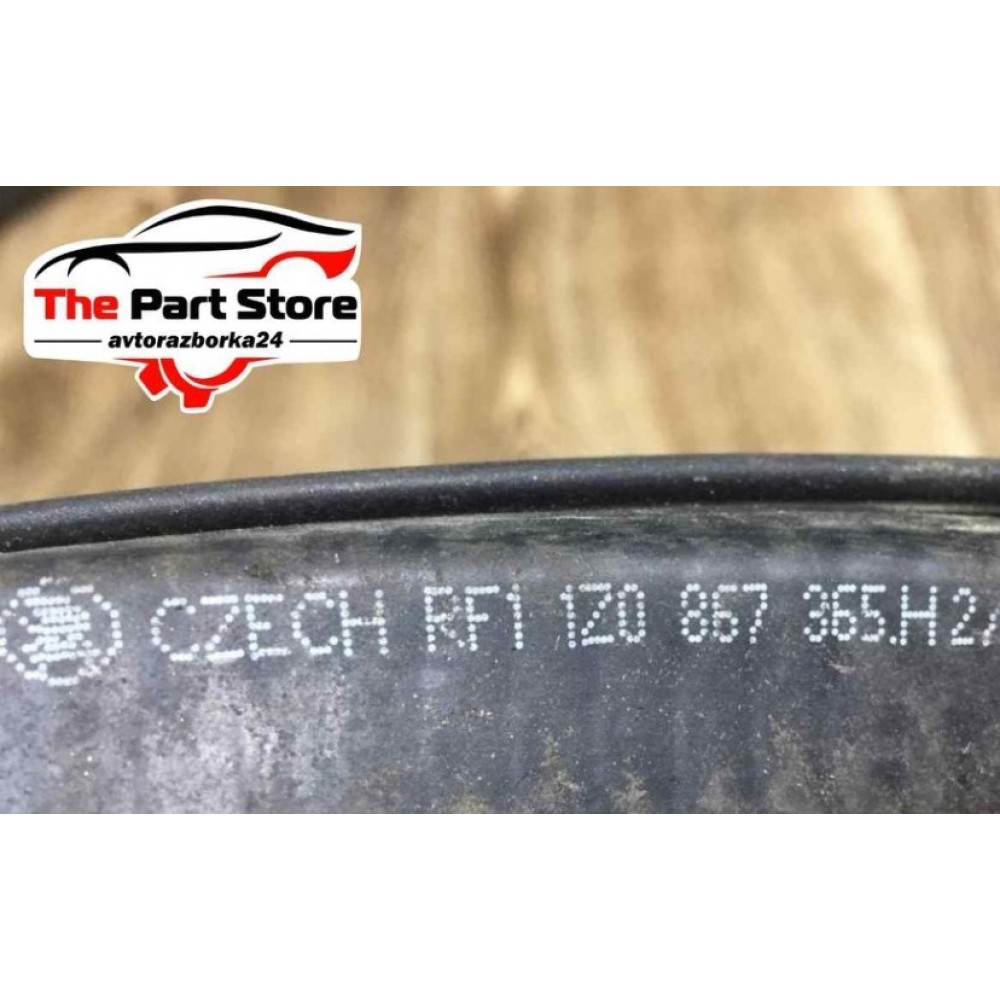 The Part Store
avtorazborka24
CZECH RF1 1Z0 867 365.H2